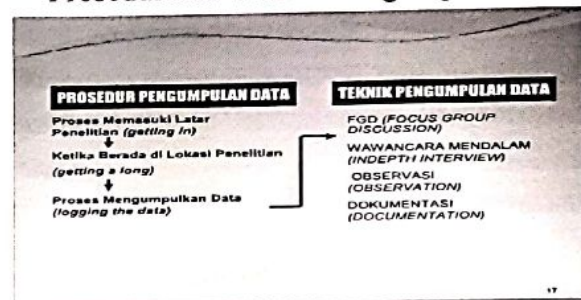 PROSEDUR PENGUMPULAN DATA
Proses Memasuki Latar
Penelitian (getting in)
Ketika Berada di Lokasi Penelitian
(getting a long)
Proses Mengumpulkan Data
(logging the data)
TEKNIK PENGUMPULAN DATA
FGD (FOCUS GROUP
DISCUSSION)
WAWANCARA MENDALAM
(INDEPTH INTERVIEW)
OBSERVASI
(OBSERVATION)
DOKUMENTASI
(DOCUMENTATION)
17